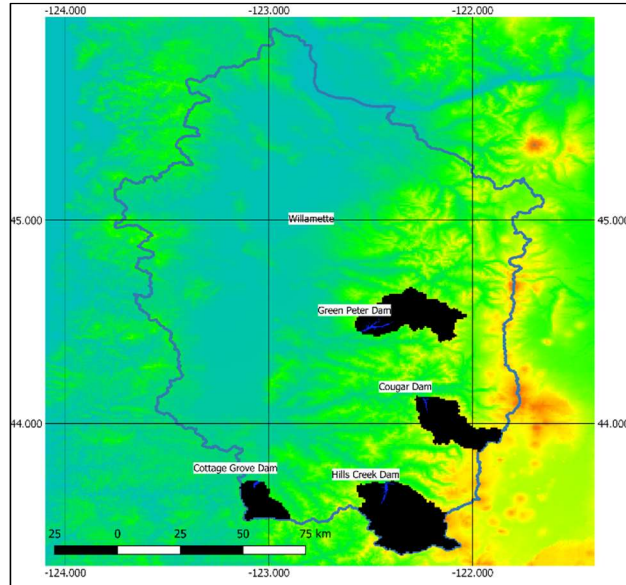 -124.000 -123.000 -122.000
45.000 Willamette 45.000
Green Peter Dam
Cougar Dam
44.000 44.000
Cottage Grove Dam Hills Creek Dam
25 0 25 50 75 km
-124.000 -123.000 -122.000